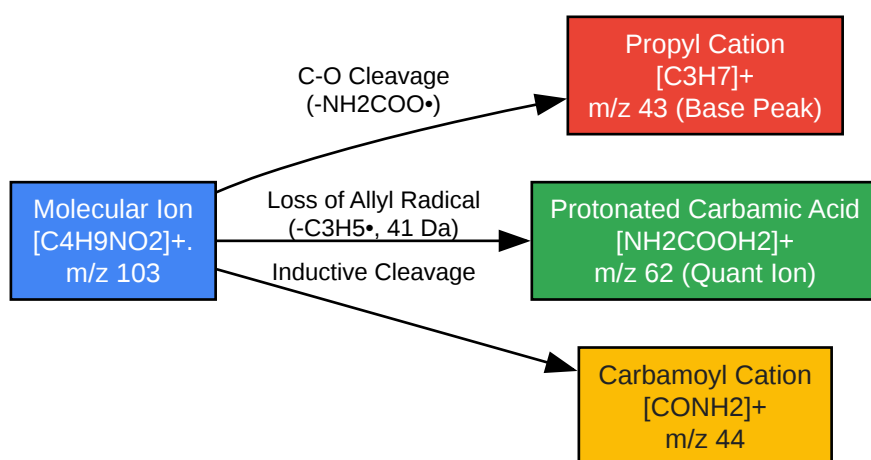 Molecular Ion
[C4H9NO2]+.
m/z 103
C-O Cleavage
(-NH2COO•)
Loss of Allyl Radical
(-C3H5•, 41 Da)
Inductive Cleavage
Propyl Cation
[C3H7]+
m/z 43 (Base Peak)
Protonated Carbamic Acid
[NH2COOH2]+
m/z 62 (Quant Ion)
Carbamoyl Cation
[CONH2]+
m/z 44